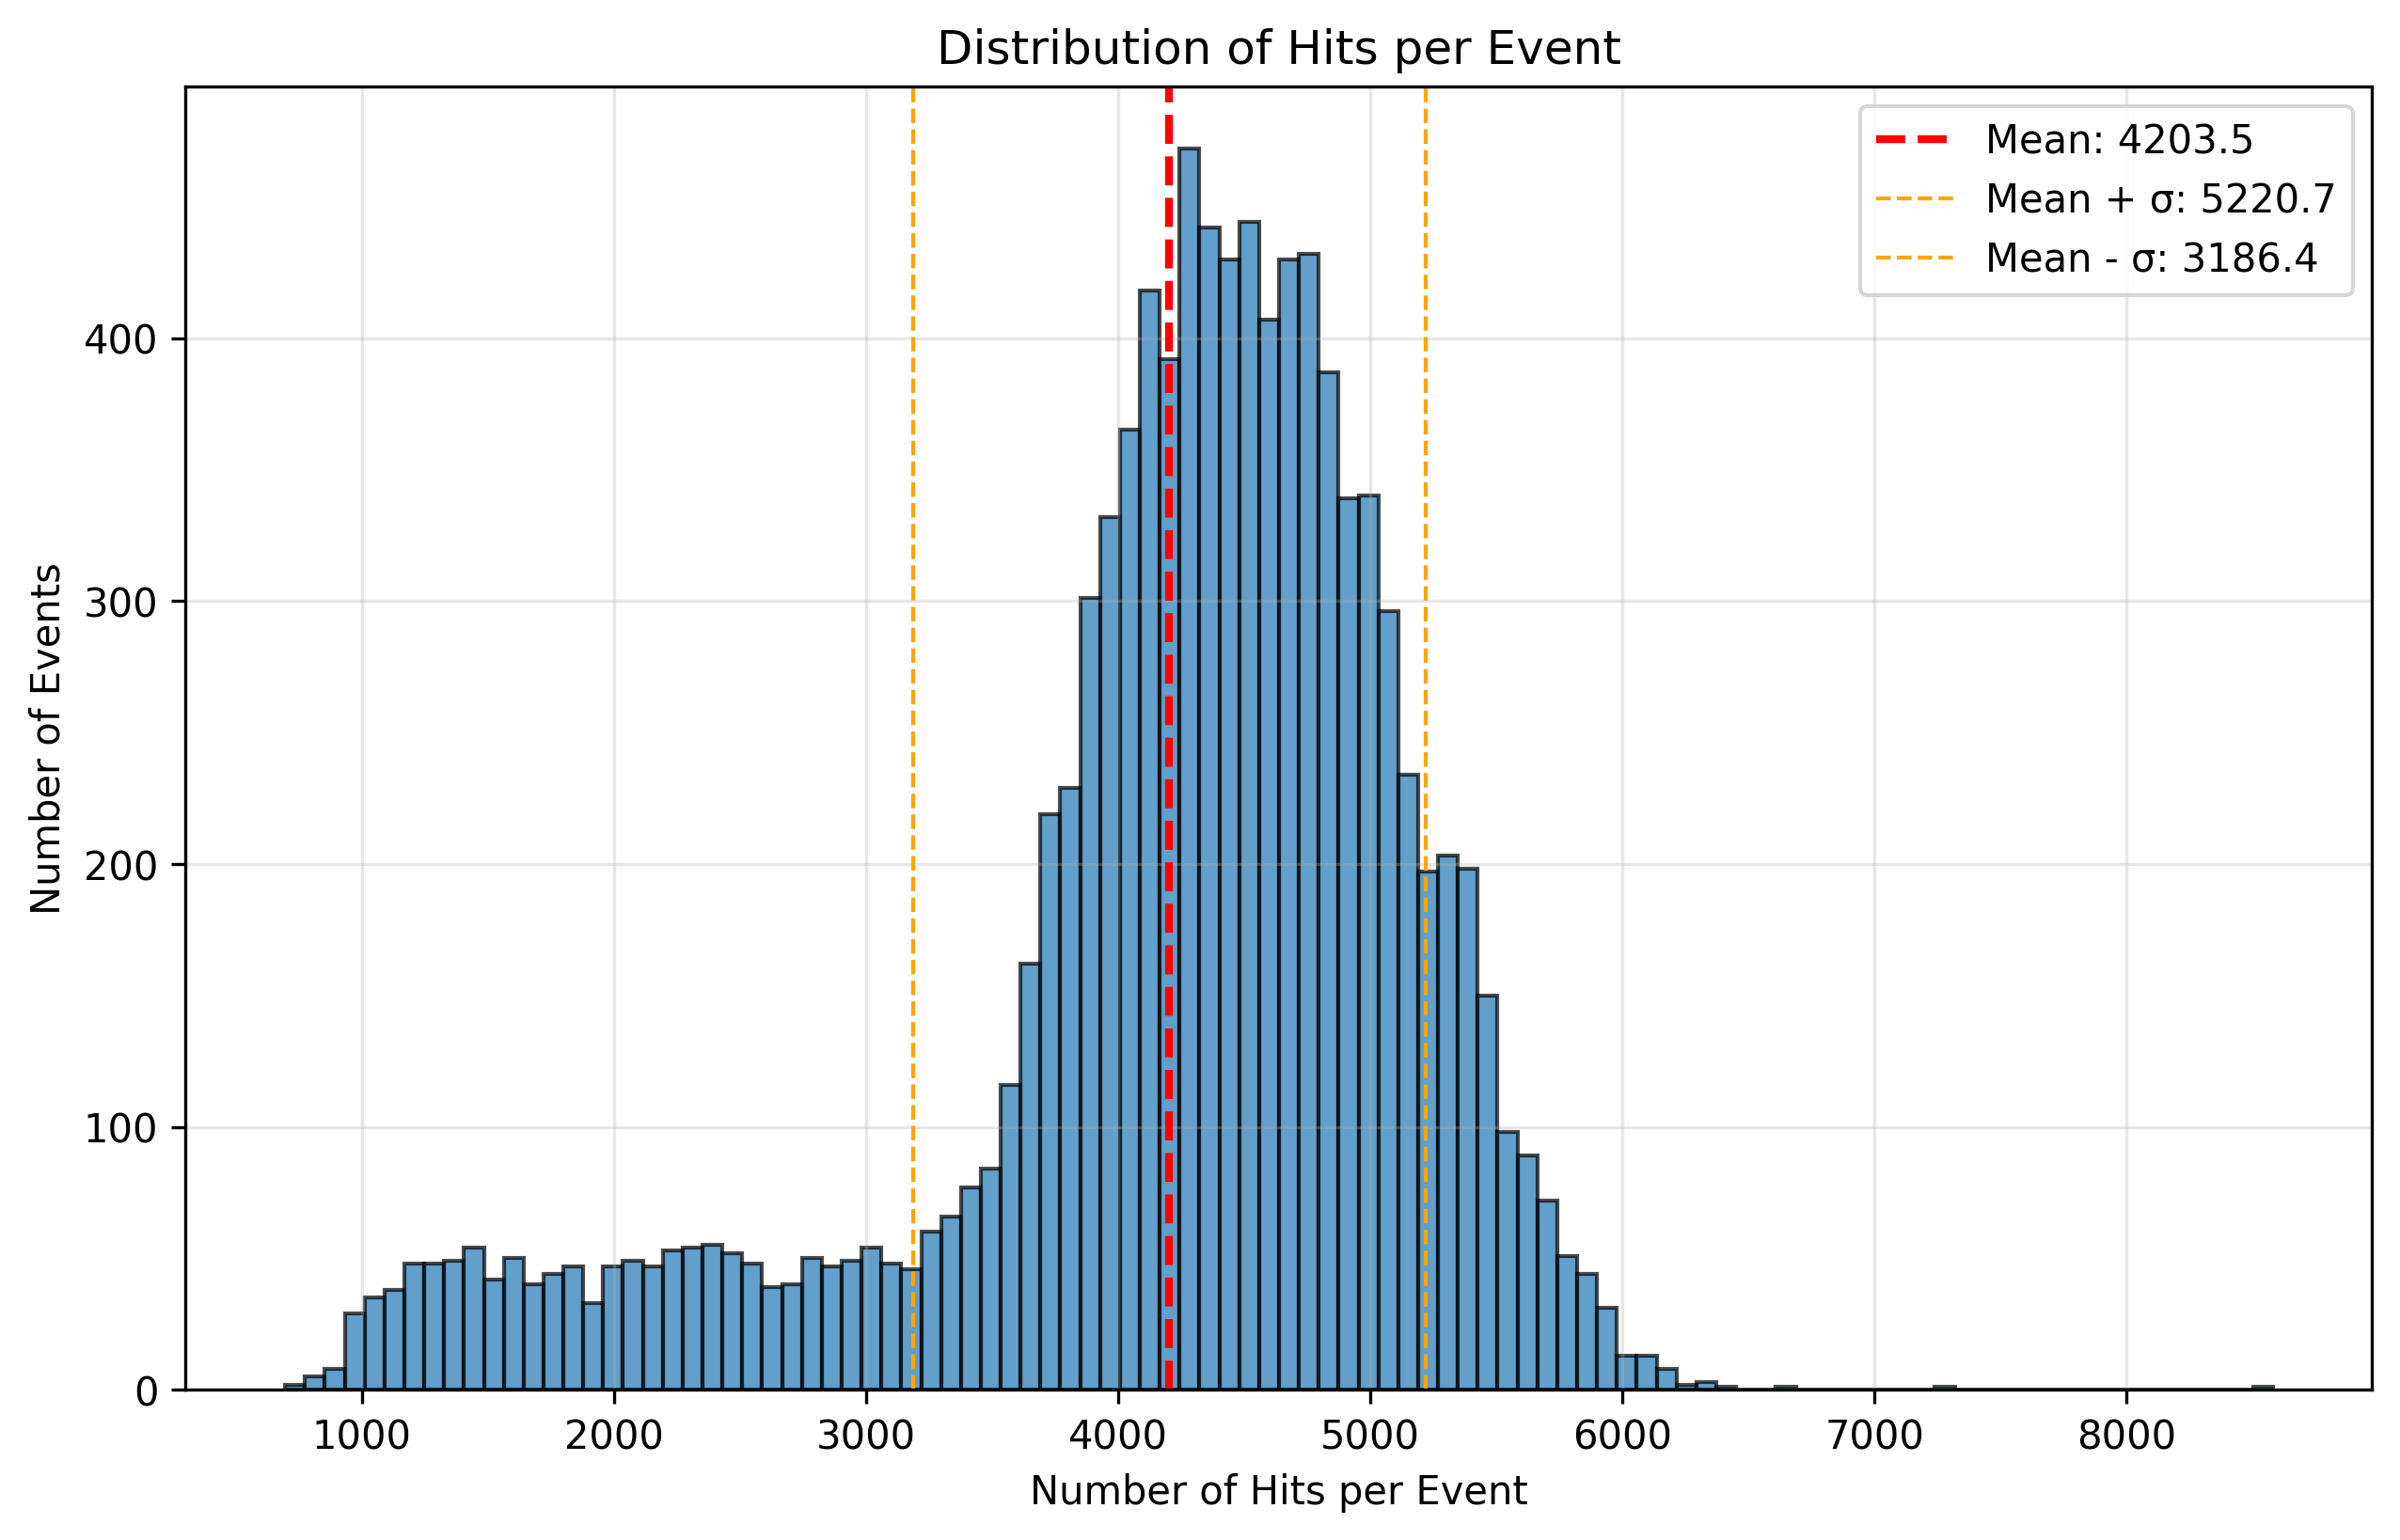 Distribution of Hits per Event
Mean: 4203.5
Mean + σ: 5220.7
Mean - σ: 3186.4
Number of Events
400
300
200
100
0
1000 2000 3000 4000 5000 6000 7000 8000
Number of Hits per Event